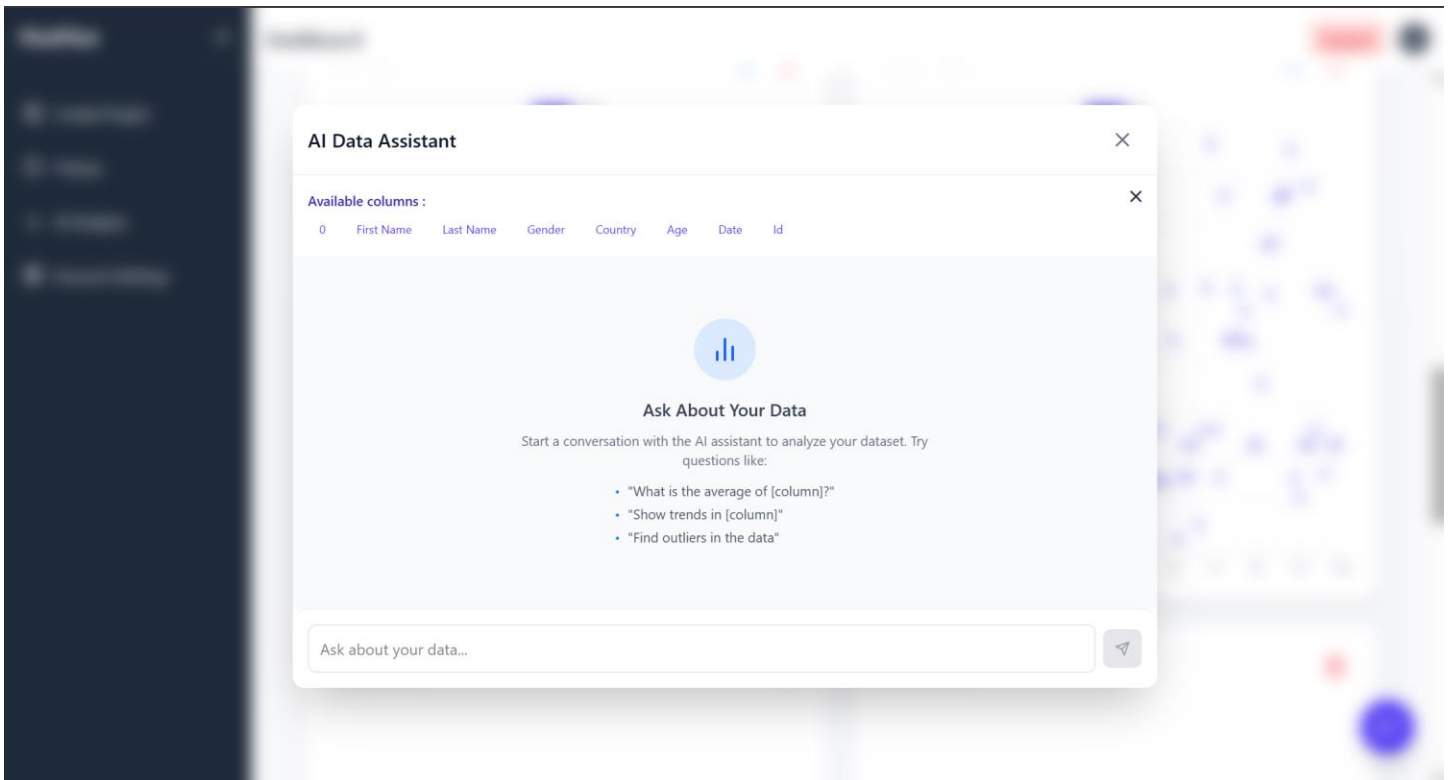 AI Data Assistant
Available columns :
0 First Name Last Name Gender Country Age Date Id
Ask About Your Data
Start a conversation with the AI assistant to analyze your dataset. Try
questions like:
• "What is the average of [column]?"
• "Show trends in [column]"
• "Find outliers in the data"
Ask about your data...